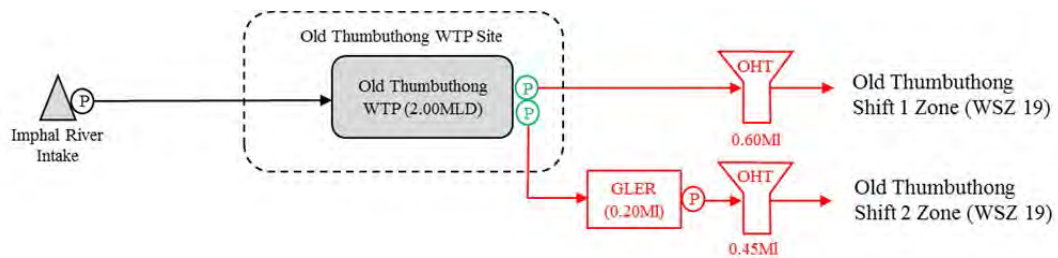 Old Thumbuthong WTP Site
Old Thumbuthong
WTP (2.00MLD)
P
Imphal River
Intake
P
P
OHT
0.60Ml
Old Thumbuthong
Shift 1 Zone (WSZ 19)
GLER
(0.20Ml)
P
OHT
0.45Ml
Old Thumbuthong
Shift 2 Zone (WSZ 19)